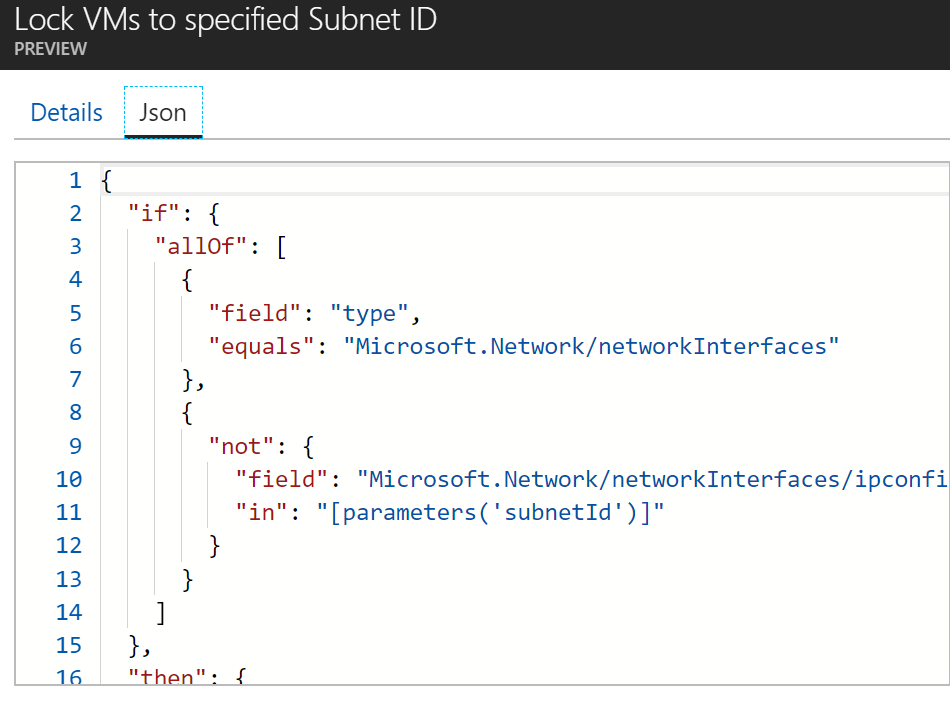 Lock VMs to specified Subnet ID
PREVIEW
Details Json
1 {
2 "if": {
3 "allOf": [
4 {
5 "field": "type",
6 "equals": "Microsoft.Network/networkInterfaces"
7 },
8 {
9 "not": {
10 "field": "Microsoft.Network/networkInterfaces/ipconfi
11 "in": "[parameters('subnetId')]"
12 }
13 }
14 ]
15 },
16 "then": {